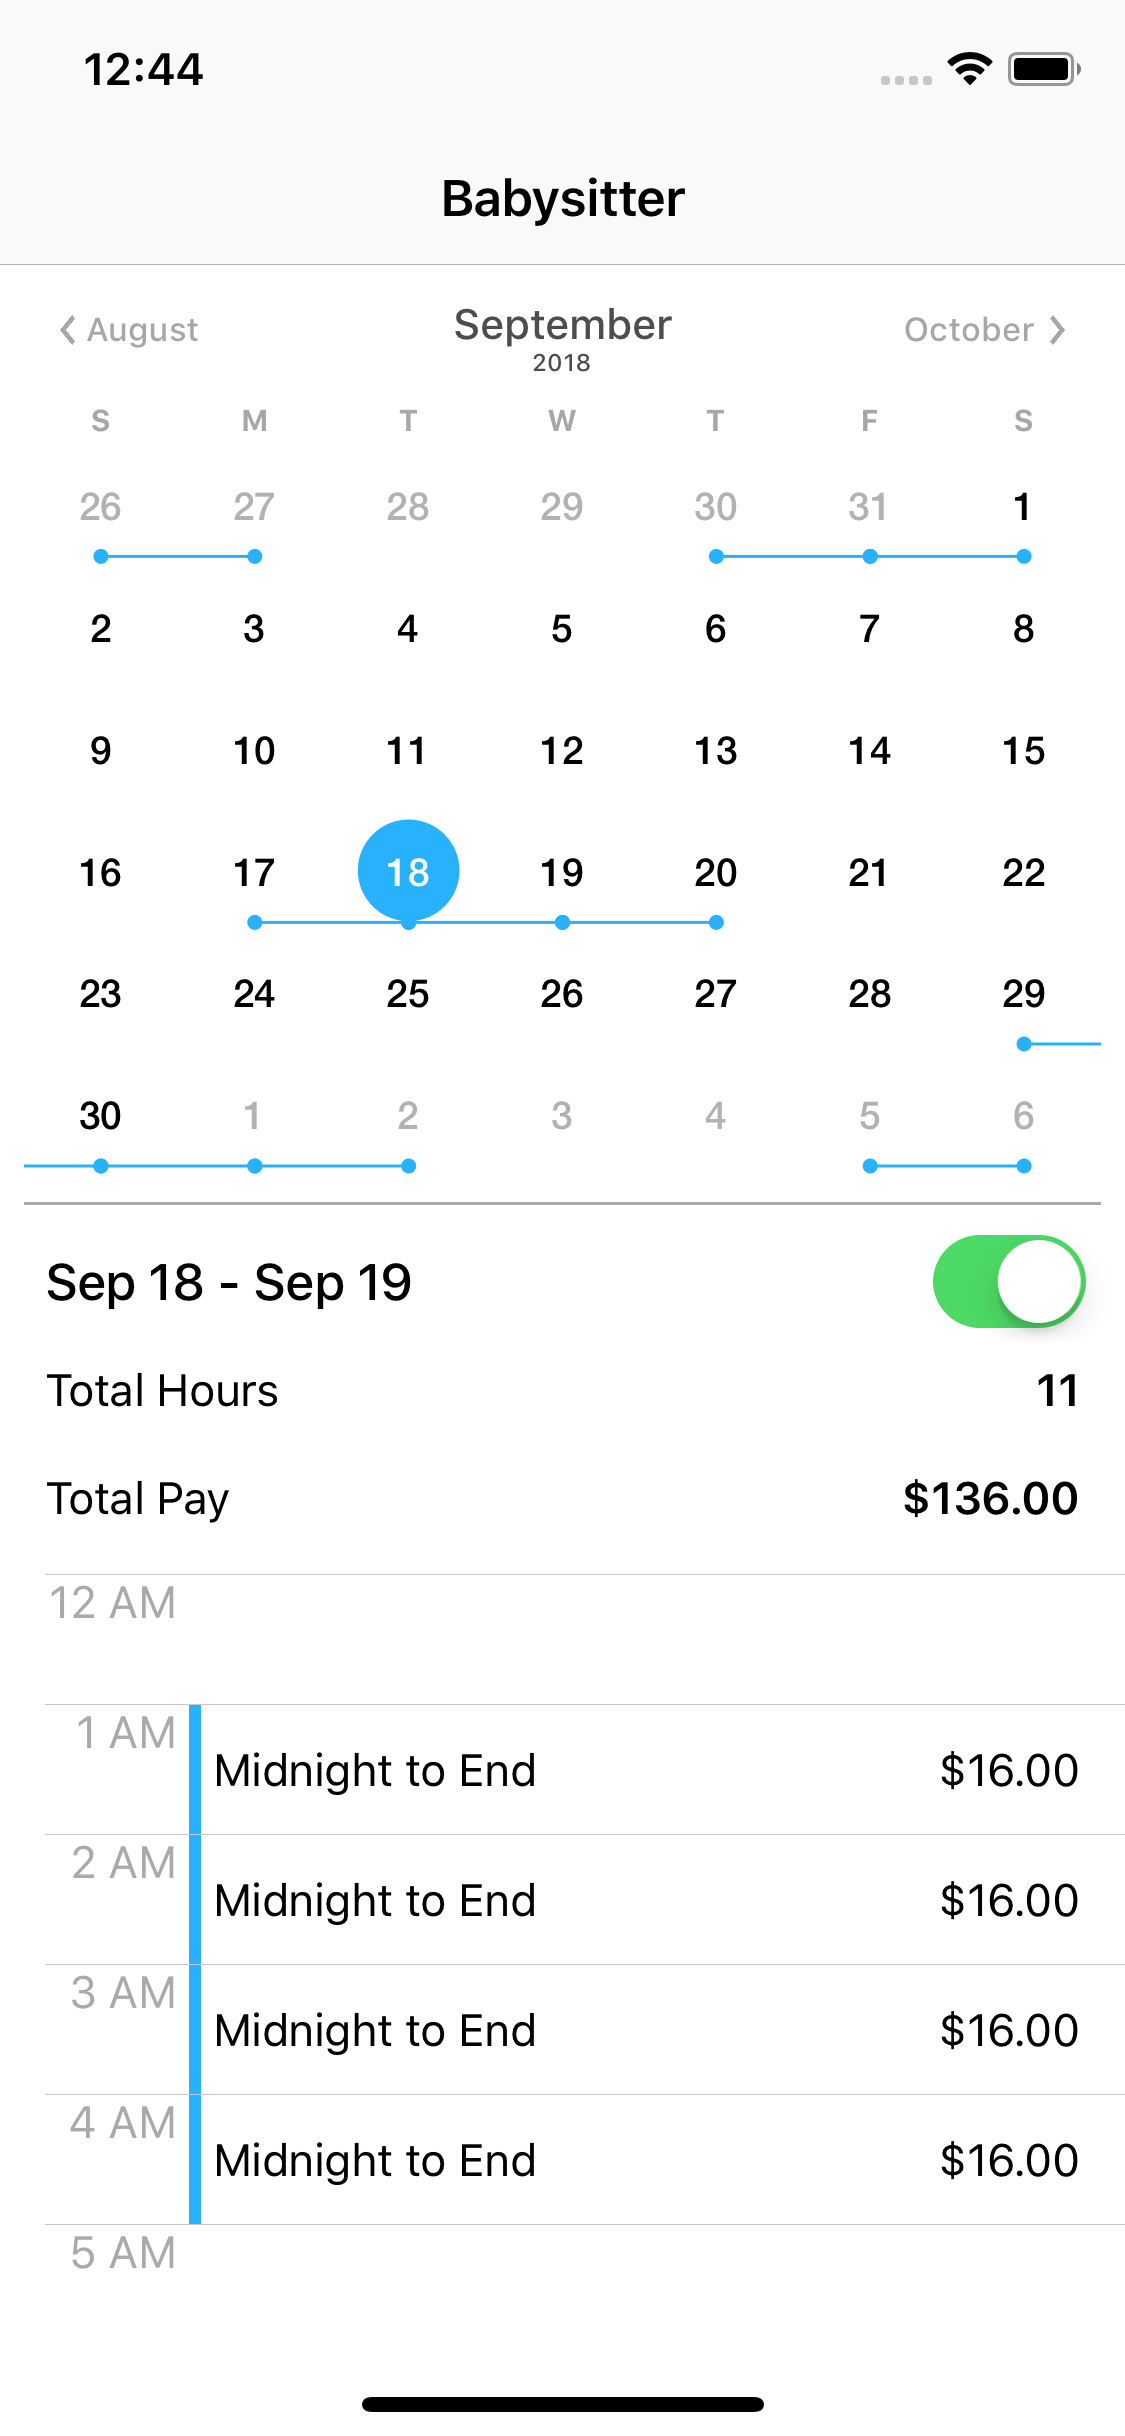 12:44
Babysitter
August September October
2018
S M T W T F S
26 27 28 29 30 31 1
2 3 4 5 6 7 8
9 10 11 12 13 14 15
16 17 18 19 20 21 22
23 24 25 26 27 28 29
30 1 2 3 4 5 6
Sep 18 - Sep 19
Total Hours 11
Total Pay $136.00
12 AM
1 AM
Midnight to End $16.00
2 AM
Midnight to End $16.00
3 AM
Midnight to End $16.00
4 AM
Midnight to End $16.00
5 AM